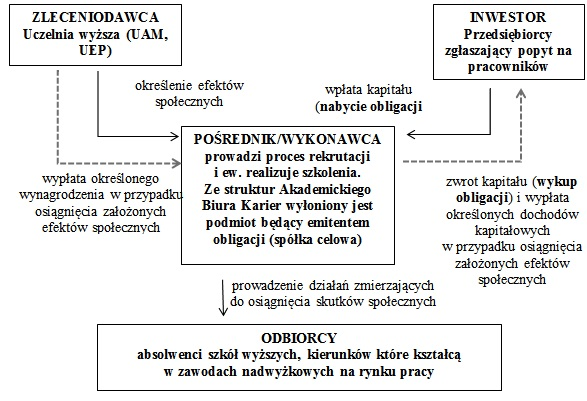 ZLECENIODAWCA
Uczelnia wyższa (UAM,
UEP)
INWESTOR
Przedsiębiorcy
zgłaszający popyt na
pracowników
określenie efektów
społecznych
wpłata kapitału
(nabycie obligacji
POŚREDNIK/WYKONAWCA
prowadzi proces rekrutacji
i ew. realizuje szkolenia.
Ze struktur Akademickiego
Biura Karier wyłoniony jest
podmiot będący emitentem
obligacji (spółka celowa)
wypłata określonego
wynagrodzenia w przypadku
osiągnięcia założonych
efektów społecznych
zwrot kapitału (wykup
obligacji) i wypłata
określonych dochodów
kapitałowych
w przypadku osiągnięcia
założonych efektów
społecznych
prowadzenie działań zmierzających
do osiągnięcia skutków społecznych
ODBIORCY
absolwenci szkół wyższych, kierunków które kształcą
w zawodach nadwyżkowych na rynku pracy